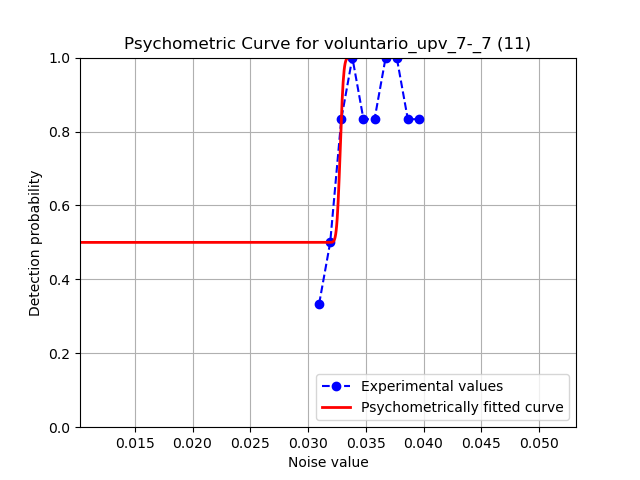 Psychometric Curve for voluntario_upv_7-_7 (11)
Detection probability
1.0
0.8
0.6
0.4
0.2
0.0
Experimental values
Psychometrically fitted curve
0.015 0.020 0.025 0.030 0.035 0.040 0.045 0.050
Noise value